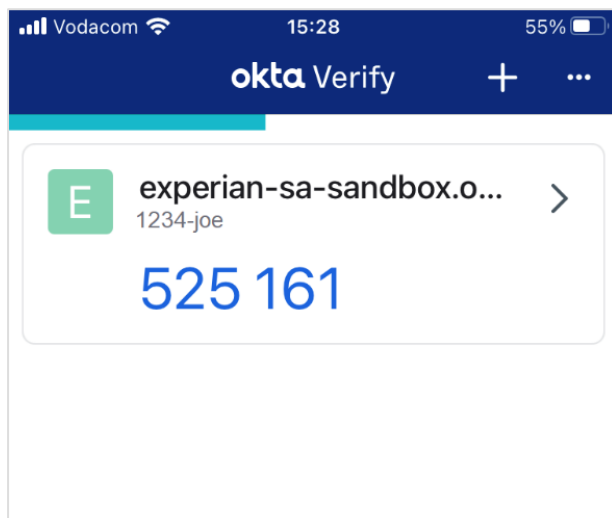 Vodacom 15:28 55%
okta Verify
E experian-sa-sandbox.o...
1234-joe
525 161